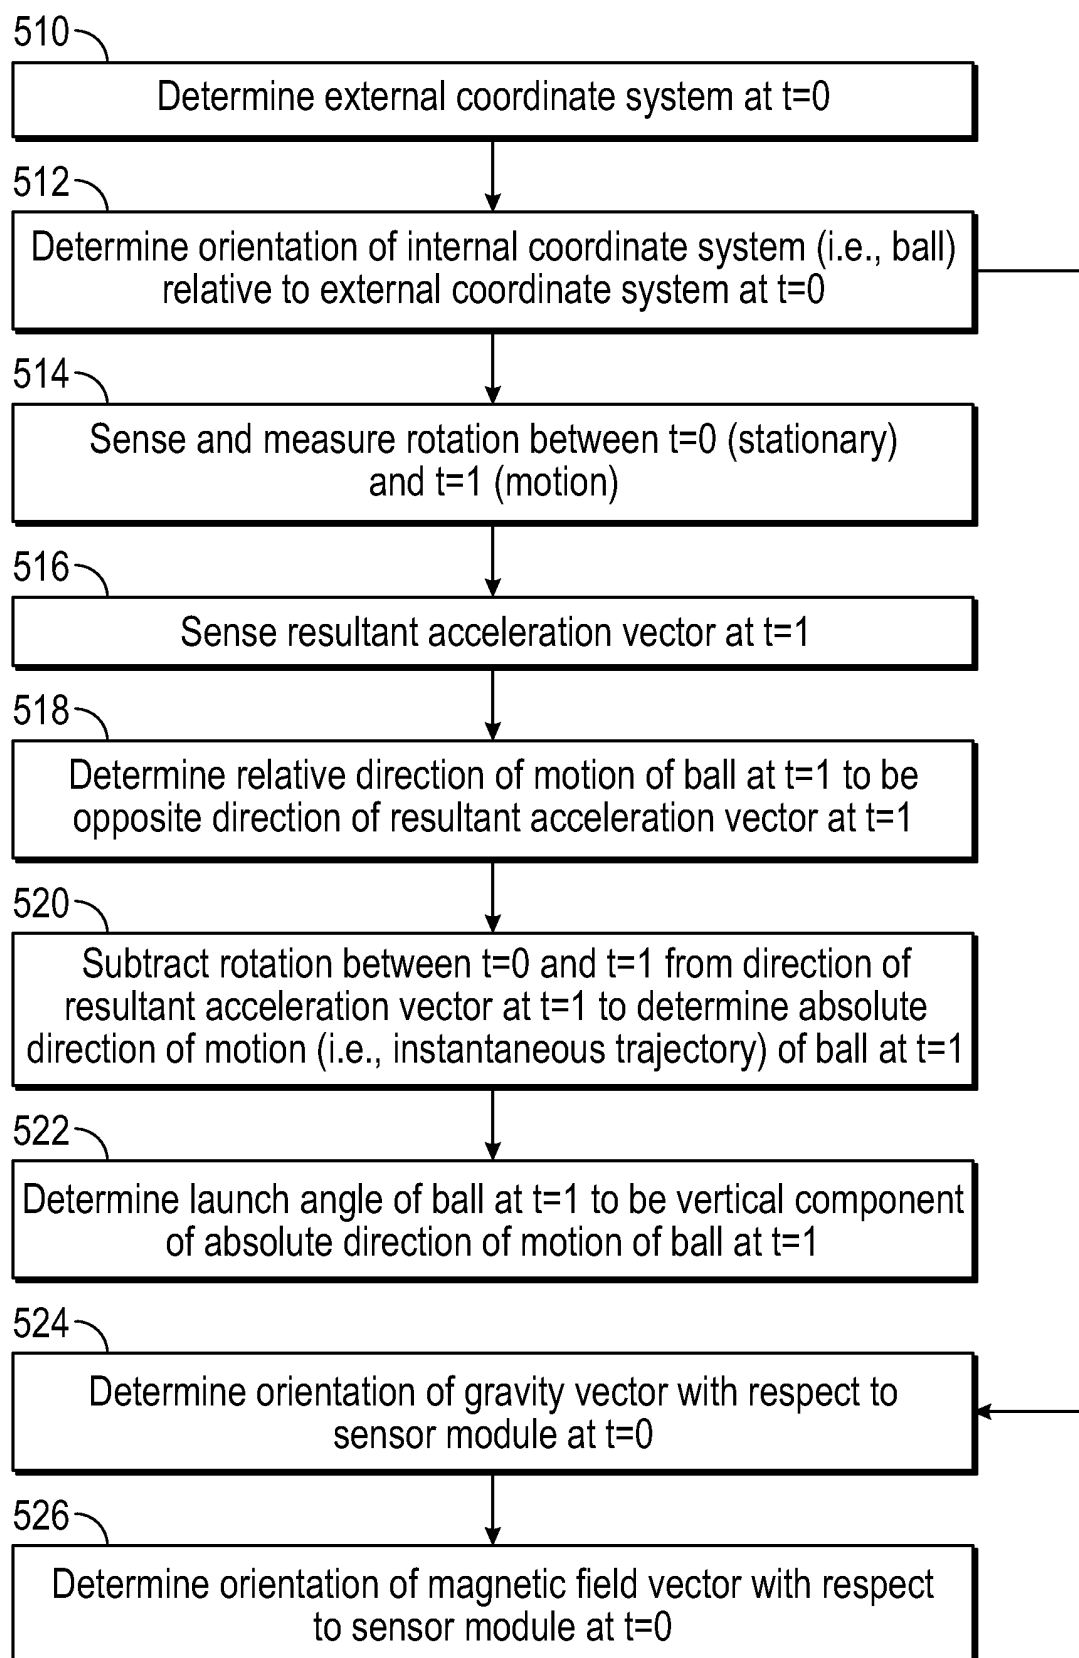 510
Determine external coordinate system at t=0
512
Determine orientation of internal coordinate system (i.e., ball)
relative to external coordinate system at t=0
514
Sense and measure rotation between t=0 (stationary)
and t=1 (motion)
516
Sense resultant acceleration vector at t=1
518
Determine relative direction of motion of ball at t=1 to be
opposite direction of resultant acceleration vector at t=1
520
Subtract rotation between t=0 and t=1 from direction of
resultant acceleration vector at t=1 to determine absolute
direction of motion (i.e., instantaneous trajectory) of ball at t=1
522
Determine launch angle of ball at t=1 to be vertical component
of absolute direction of motion of ball at t=1
524
Determine orientation of gravity vector with respect to
sensor module at t=0
526
Determine orientation of magnetic field vector with respect
to sensor module at t=0